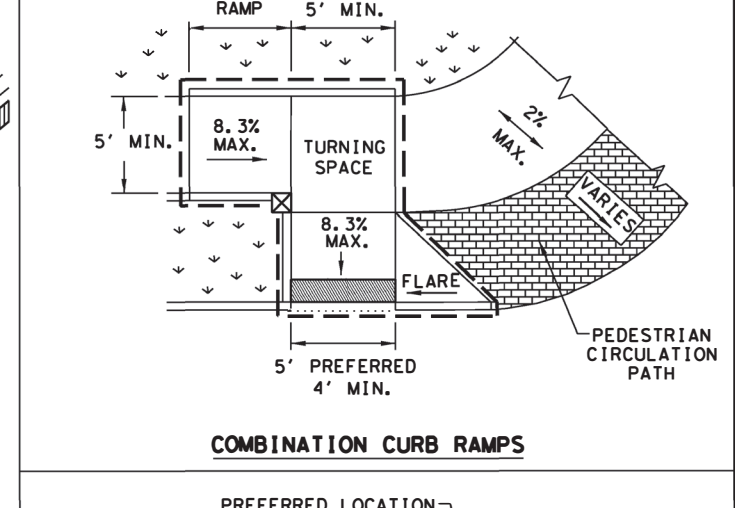 RAMP
5' MIN.
5' MIN.
8.3%
MAX.
TURNING
SPACE
2%
MAX.
VARIES
8.3%
MAX.
FLARE
5' PREFERRED
4' MIN.
PEDESTRIAN
CIRCULATION
PATH
COMBINATION CURB RAMPS
PREFERRED LOCATION